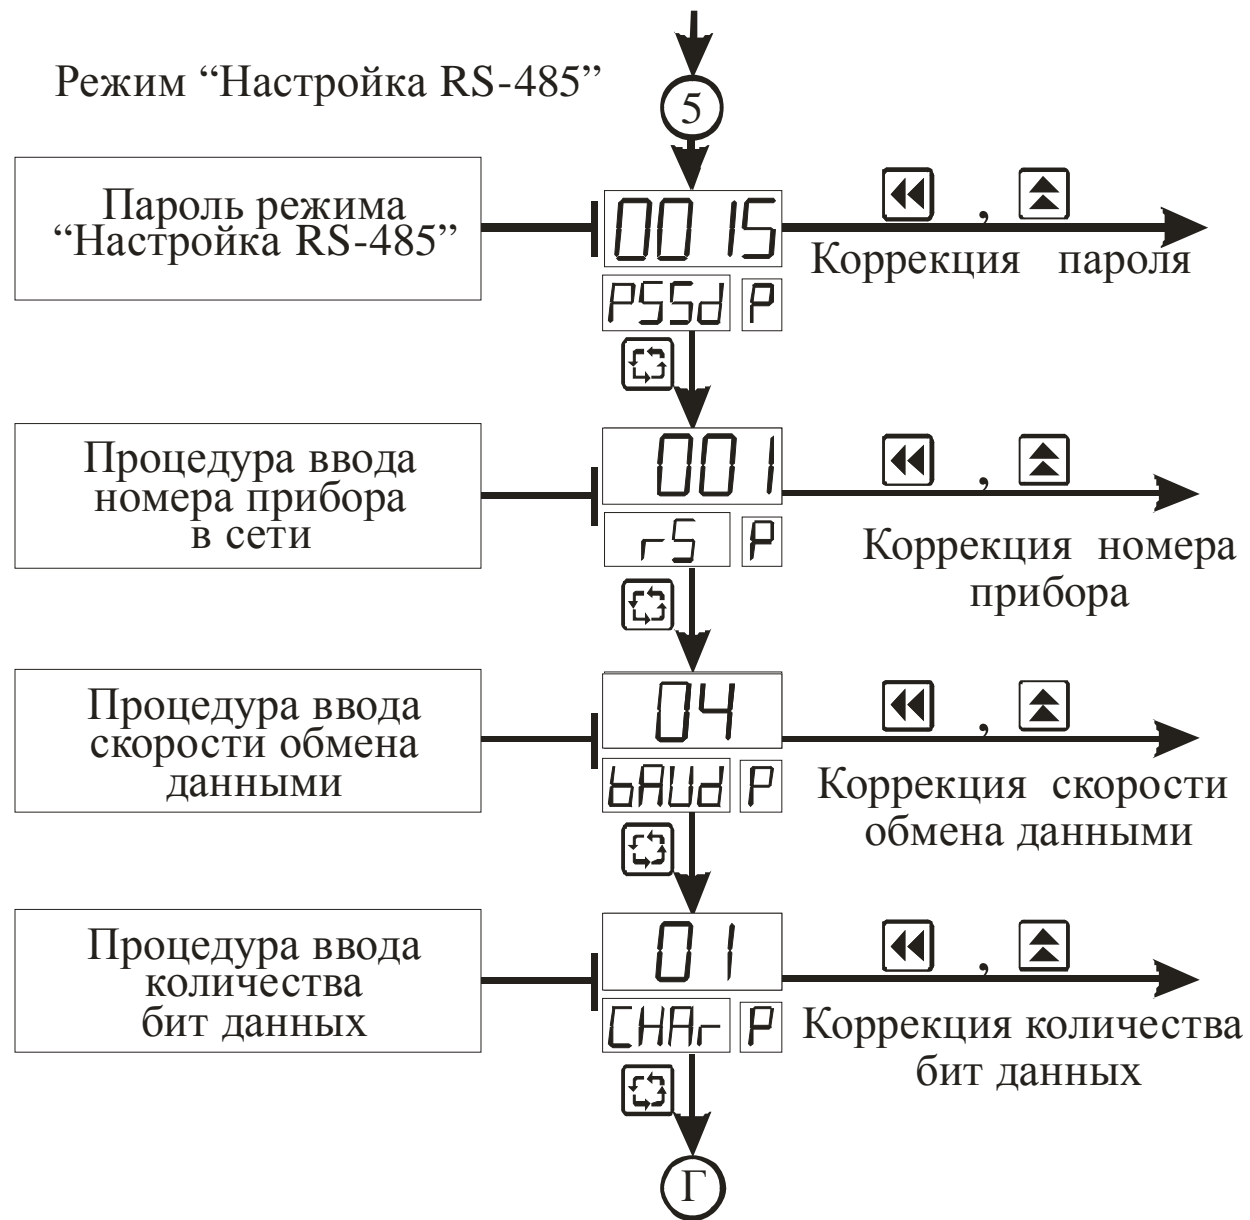 Режим “Настройка RS-485”
5
Пароль режима
“Настройка RS-485”
0015
PSSd P
,
Коррекция пароля
Процедура ввода
номера прибора
в сети
001
rS P
,
Коррекция номера
прибора
Процедура ввода
скорости обмена
данными
04
bAUd P
,
Коррекция скорости
обмена данными
Процедура ввода
количества
бит данных
01
CHAr P
,
Коррекция количества
бит данных
Г